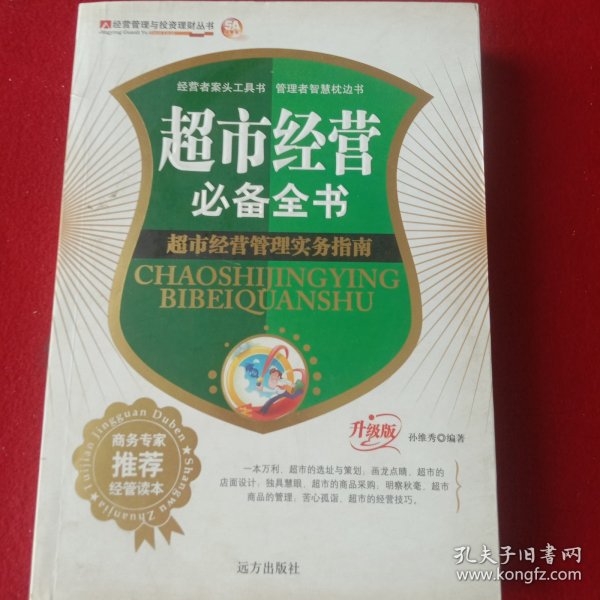 经营管理与投资理财丛书
经营者案头工具书 管理者智慧枕边书
超市经营
必备全书
超市经营管理实务指南
CHAOSHIJINGYING
BIBEIQUANSHU
升级版
孙维秀◎编著
Tuijian Jingguan Duben
Shangwu Zhuanjia
商务专家
推荐
经管读本
一本万利、超市的选址与策划;画龙点睛、超市的
店面设计;独具慧眼、超市的商品采购;明察秋毫、超市
商品的管理;苦心孤诣、超市的经营技巧。
远方出版社
孔夫子旧书网
www.kongfz.com